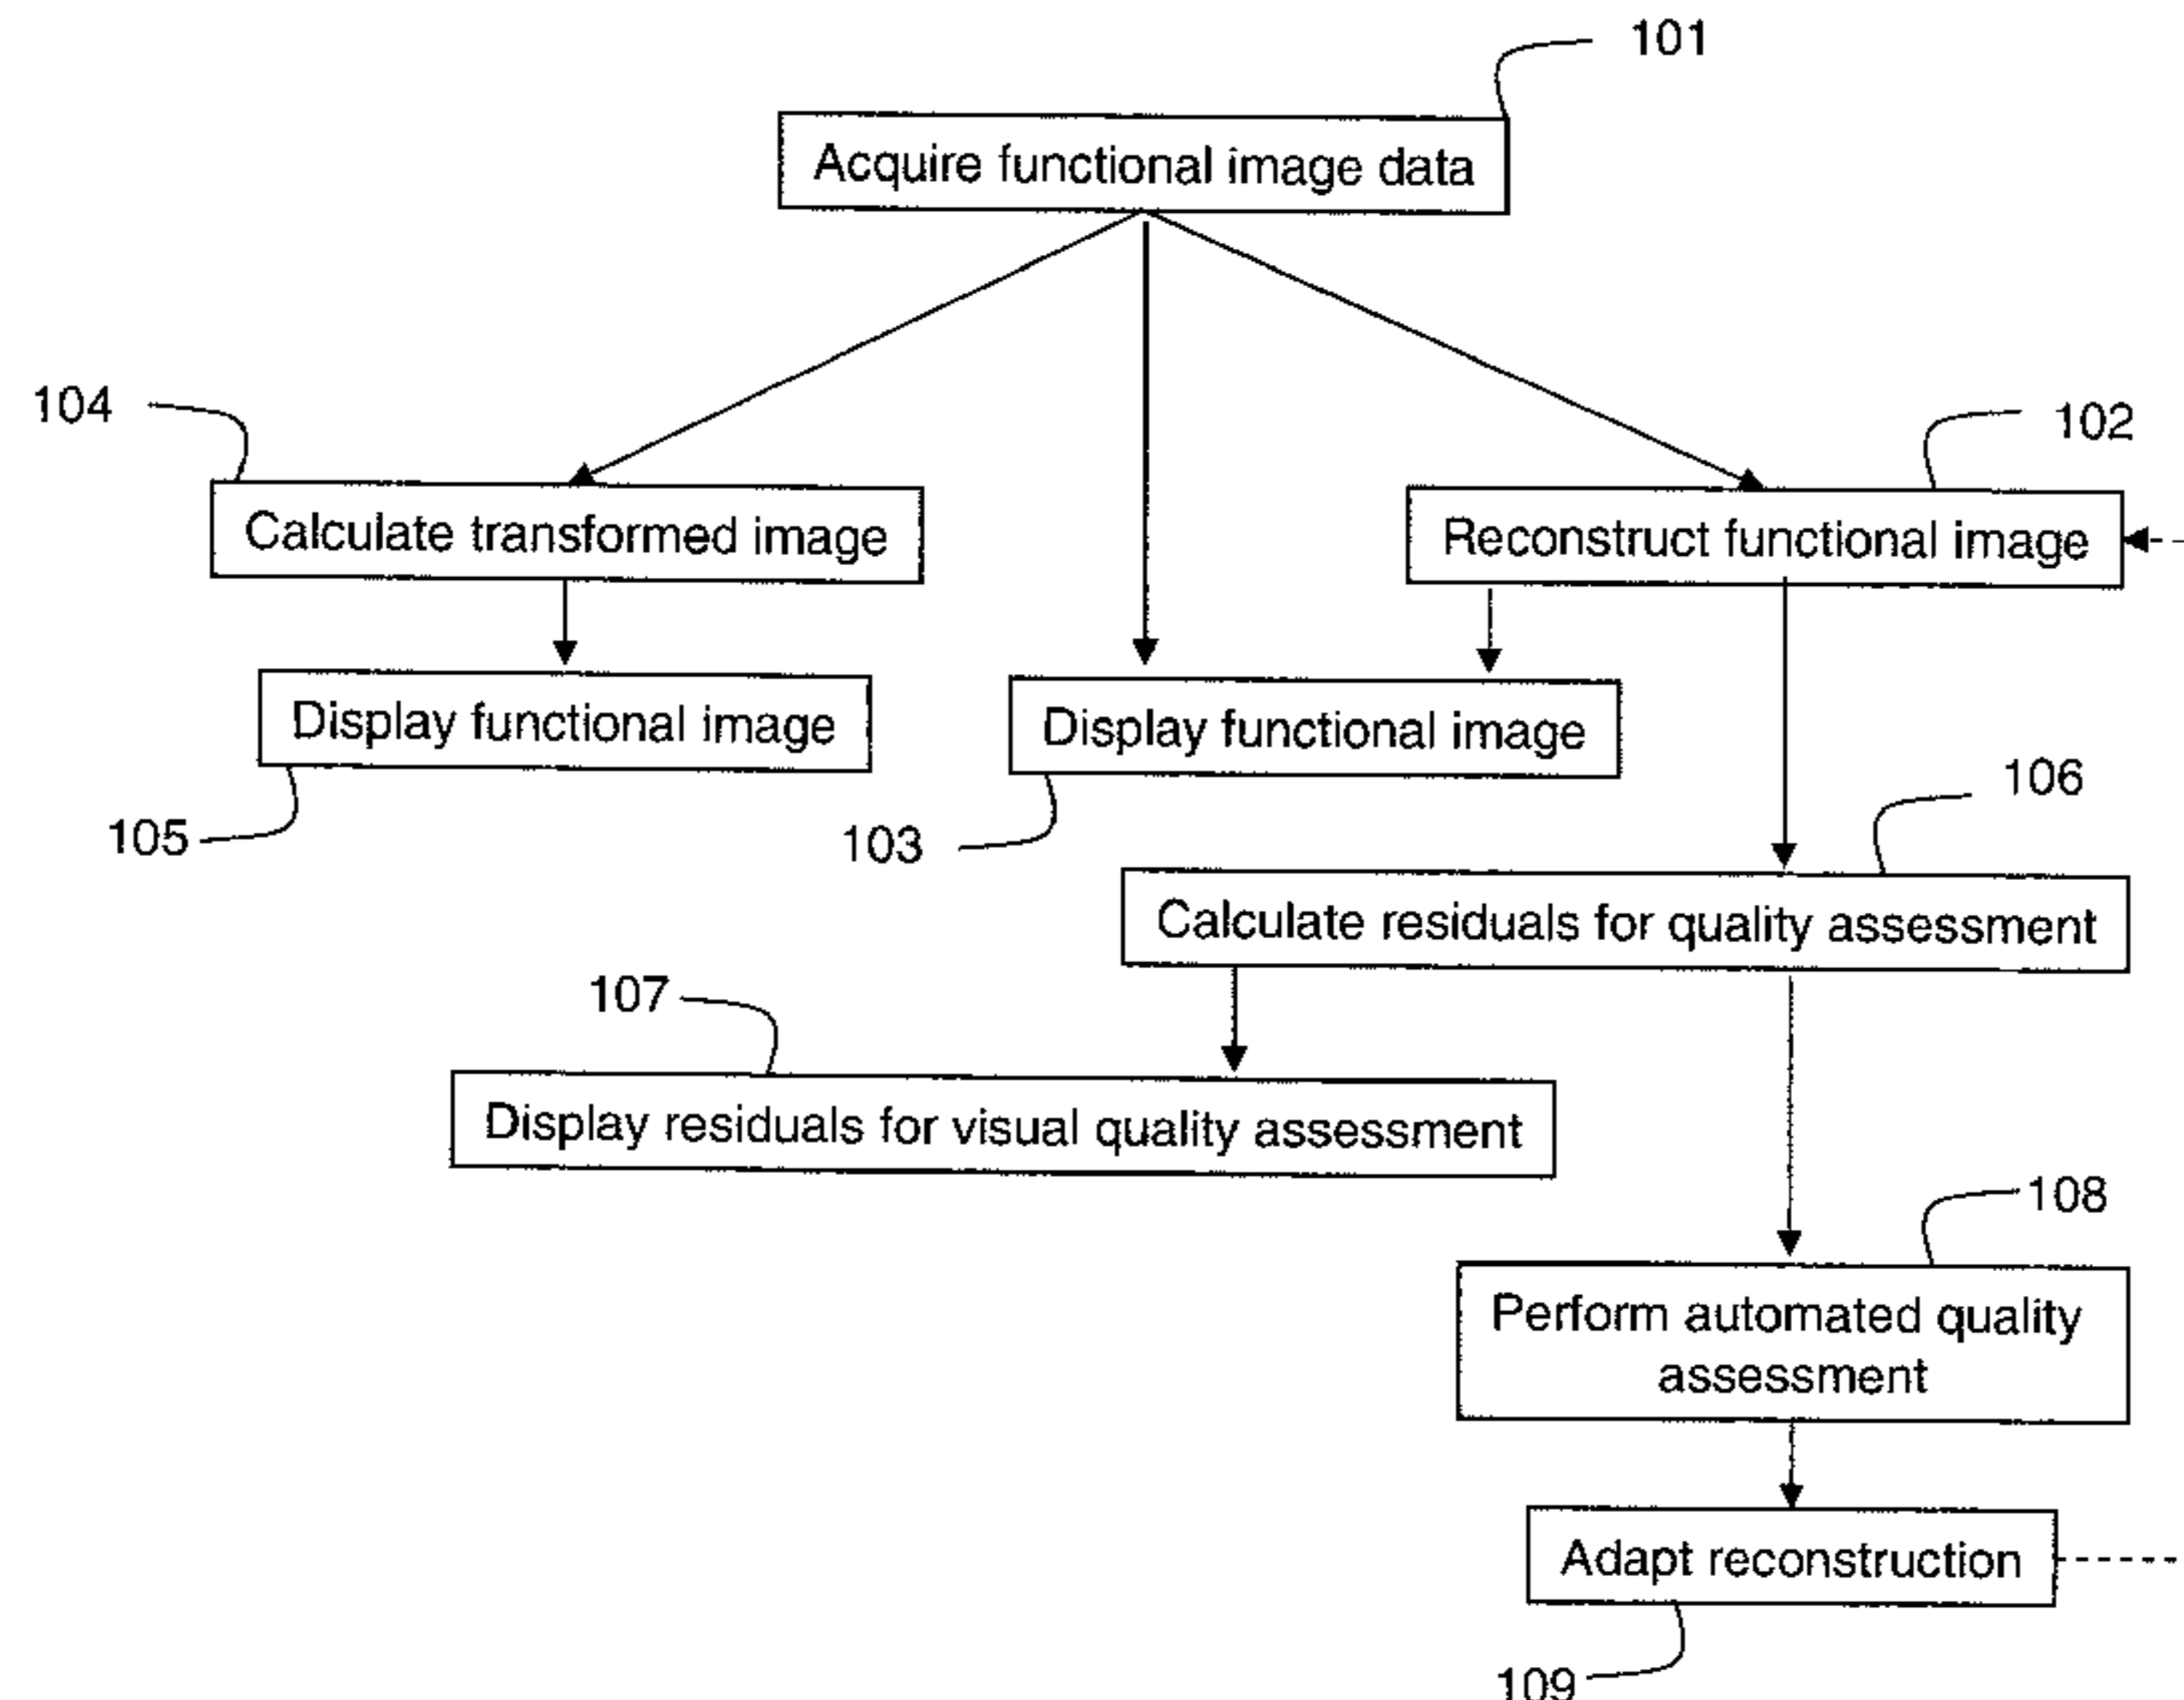 101
Acquire functional image data
104
102
Calculate transformed image
Reconstruct functional image
Display functional image
Display functional image
105
103
106
Calculate residuals for quality assessment
107
Display residuals for visual quality assessment
108
Perform automated quality
assessment
Adapt reconstruction
109